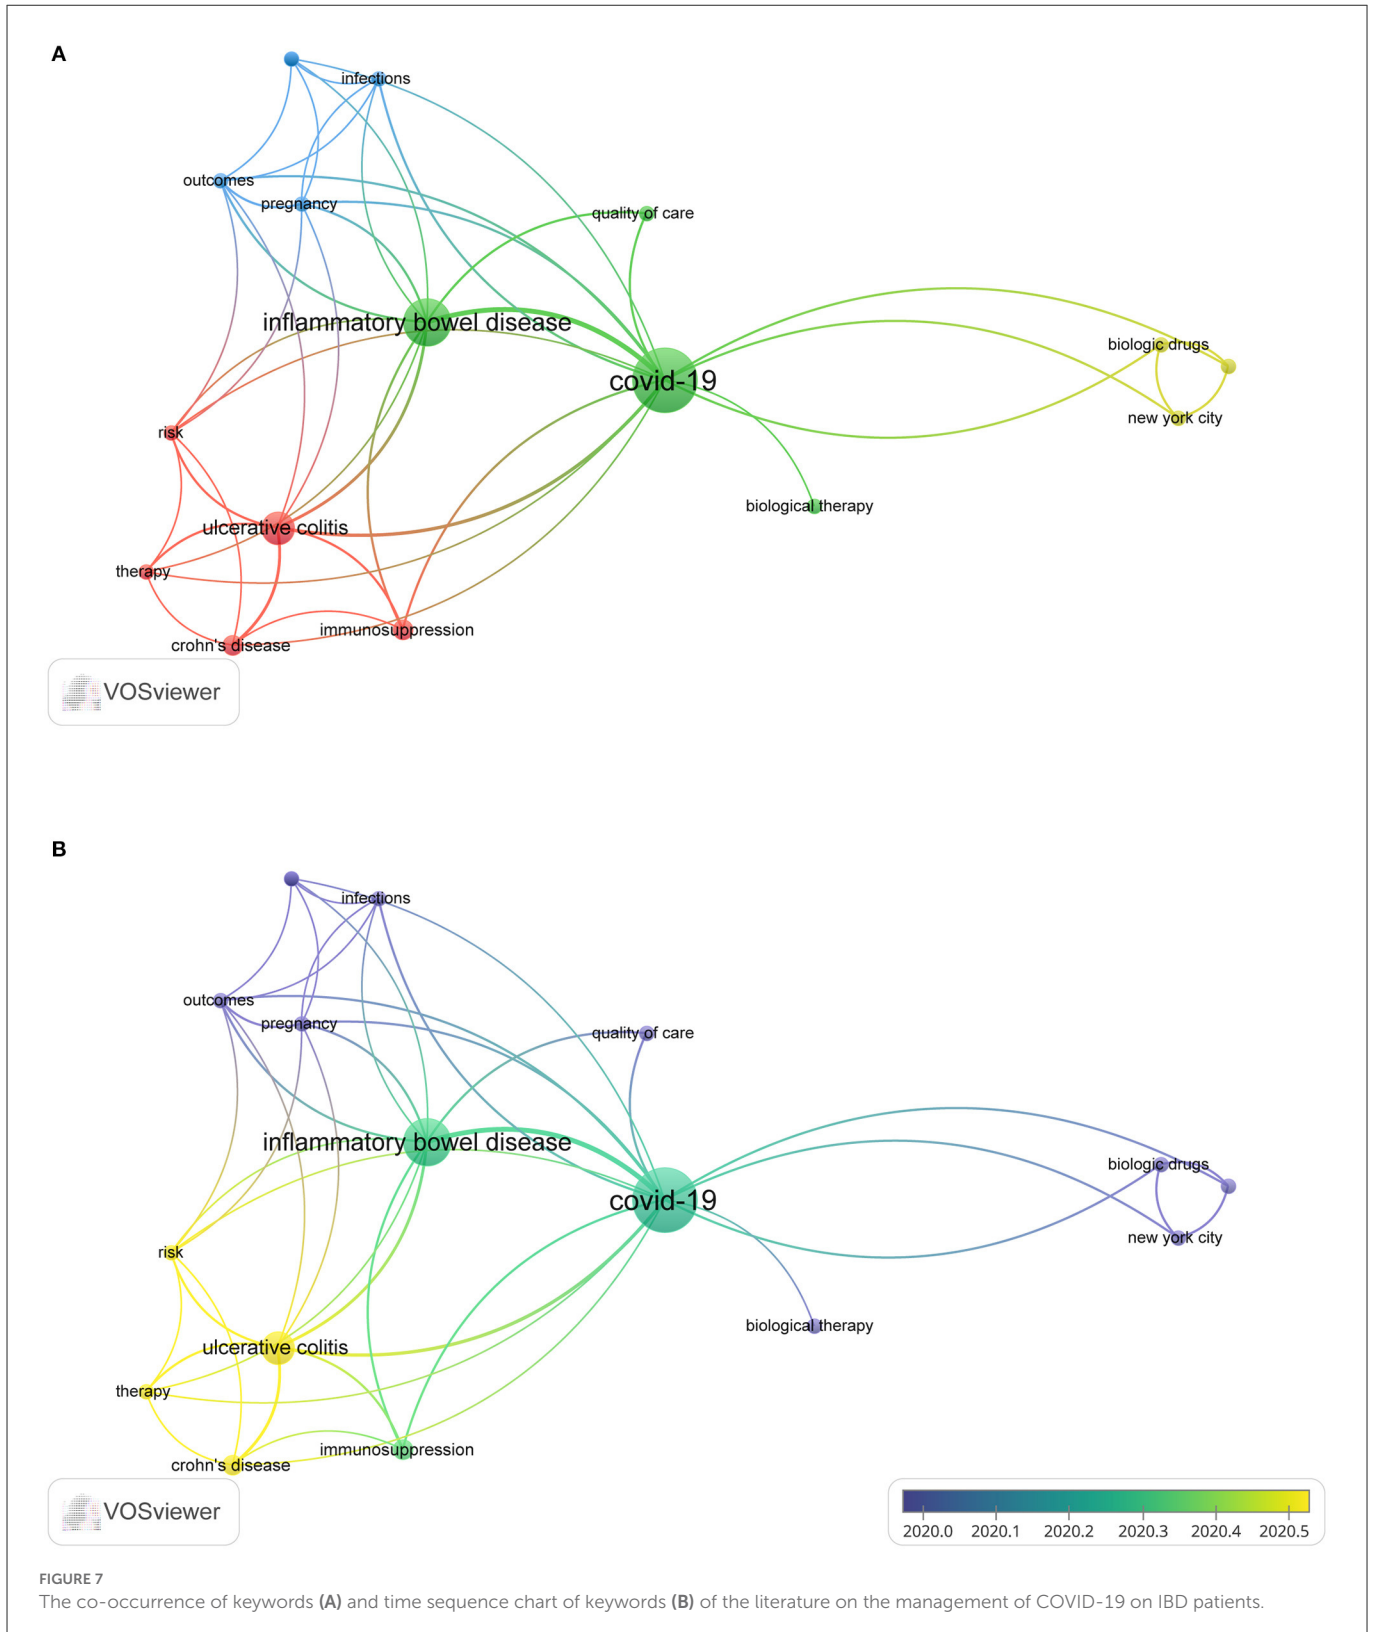 A
infections
outcomes
pregnancy
quality of care
inflammatory bowel disease
biologic drugs
covid-19
new york city
risk
biological therapy
ulcerative colitis
therapy
immunosuppression
crohn's disease
VOSviewer
B
infections
outcomes
pregnancy
quality of care
inflammatory bowel disease
biologic drugs
covid-19
new york city
risk
biological therapy
ulcerative colitis
therapy
immunosuppression
crohn's disease
VOSviewer
2020.0 2020.1 2020.2 2020.3 2020.4 2020.5
FIGURE 7
The co-occurrence of keywords (A) and time sequence chart of keywords (B) of the literature on the management of COVID-19 on IBD patients.